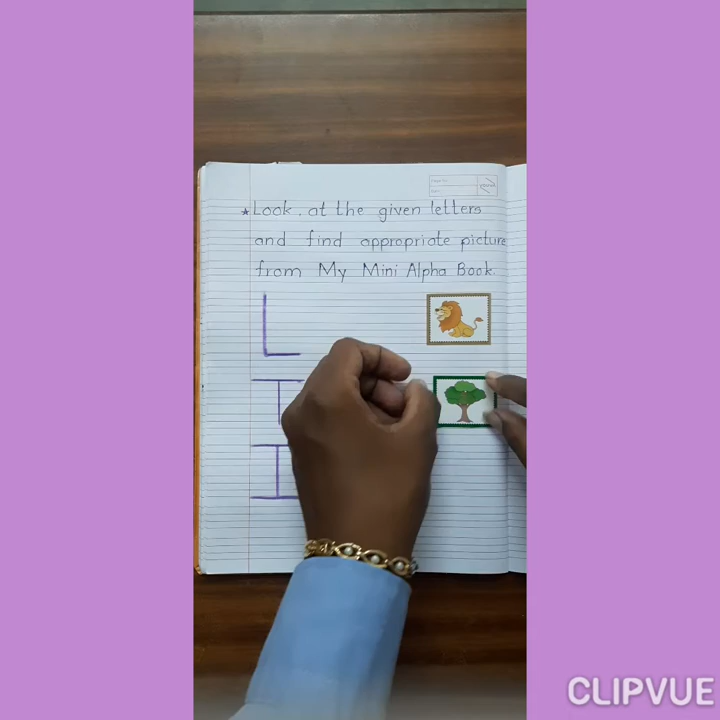 ★ Look at the given letters
and find appropriate picture
from My Mini Alpha Book.
L
T
I
CLIPVUE